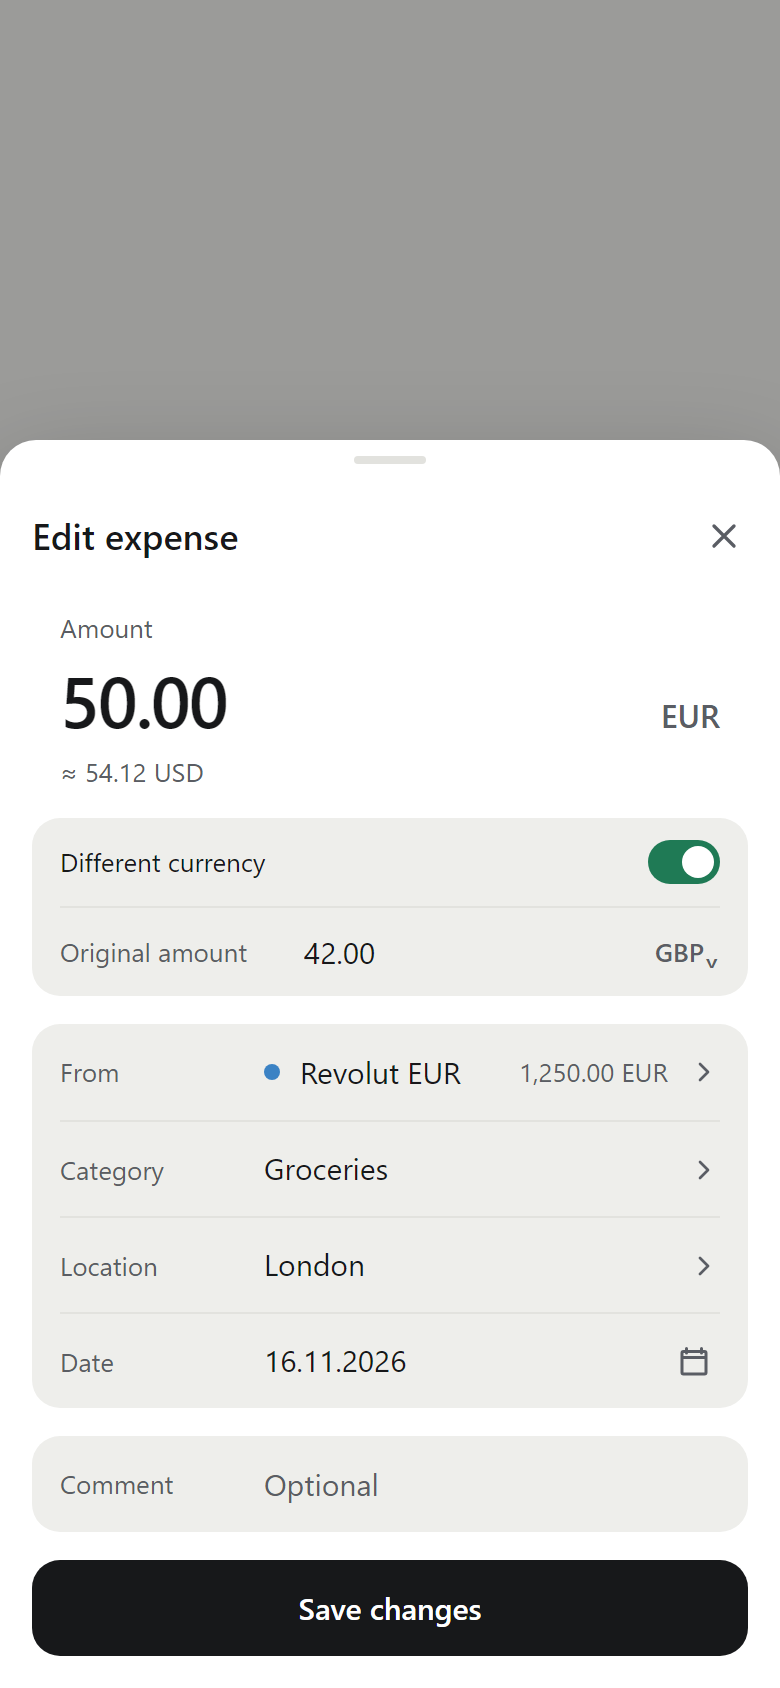 Edit expense
Amount
50.00 EUR
≈ 54.12 USD
Different currency
Original amount 42.00 GBP
From Revolut EUR 1,250.00 EUR
Category Groceries
Location London
Date 16.11.2026
Comment Optional
Save changes